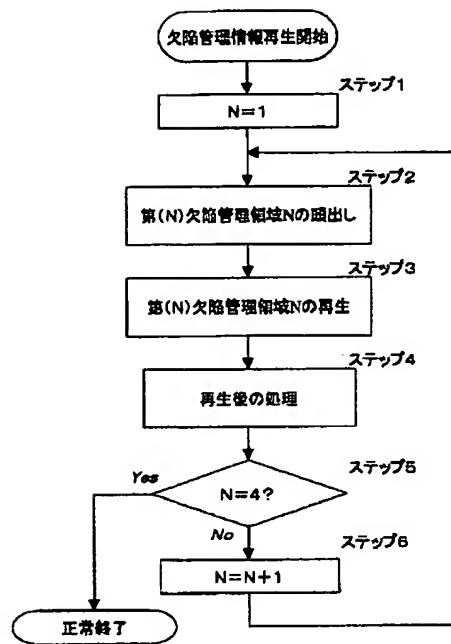 欠陥管理情報再生開始
ステップ1
N=1
ステップ2
第(N)欠陥管理領域Nの頭出し
ステップ3
第(N)欠陥管理領域Nの再生
ステップ4
再生後の処理
ステップ5
Yes
N=4?
No
ステップ6
N=N+1
正常終了